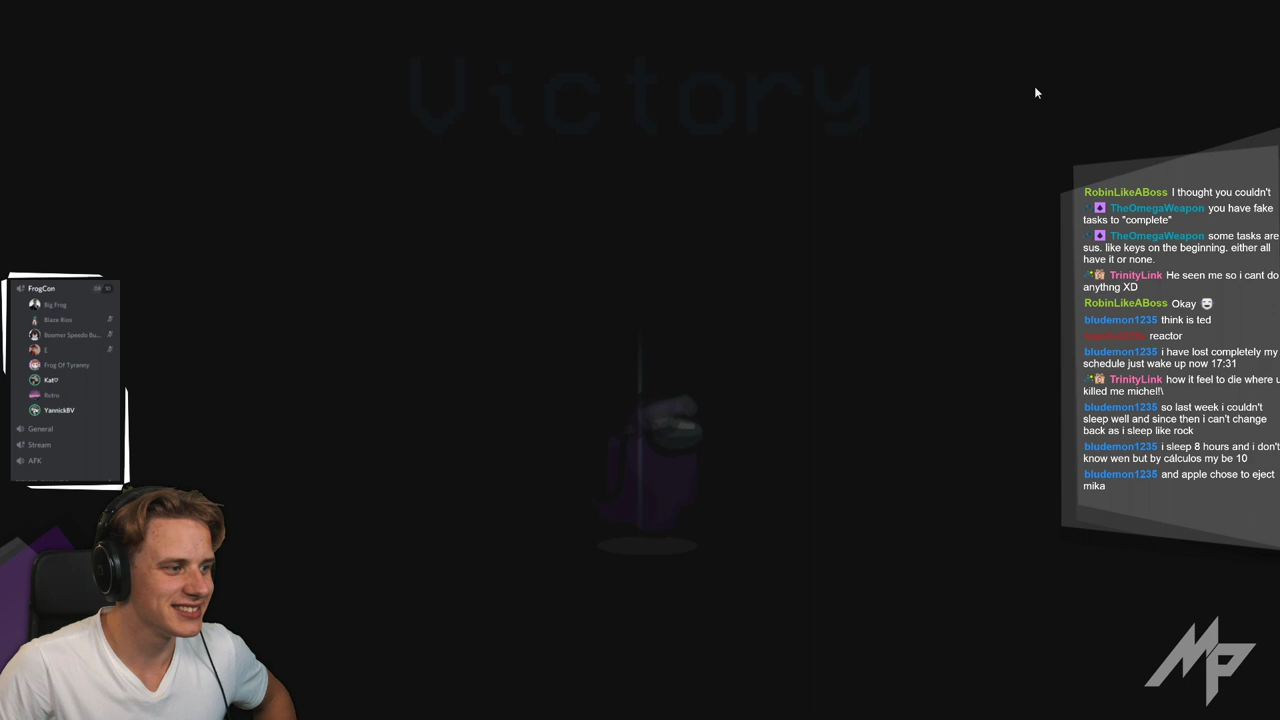 Victory
RobinLikeABoss I thought you couldn't
TheOmegaWeapon you have fake
tasks to "complete"
TheOmegaWeapon some tasks are
sus. like keys on the beginning. either all
have it or none.
TrinityLink He seen me so i cant do
anythng XD
RobinLikeABoss Okay
bludemon1235 think is ted
reactor
bludemon1235 i have lost completely my
schedule just wake up now 17:31
TrinityLink how it feel to die where u
killed me michel!\
bludemon1235 so last week i couldn't
sleep well and since then i can't change
back as i sleep like rock
bludemon1235 i sleep 8 hours and i don't
know wen but by cálculos my be 10
bludemon1235 and apple chose to eject
mika
FrogCon
Big Frog
Blaze Rios
Boomer Speedo Bu...
E
Frog Of Tyranny
Kat♡
Retro
YannickBV
General
Stream
AFK
MP